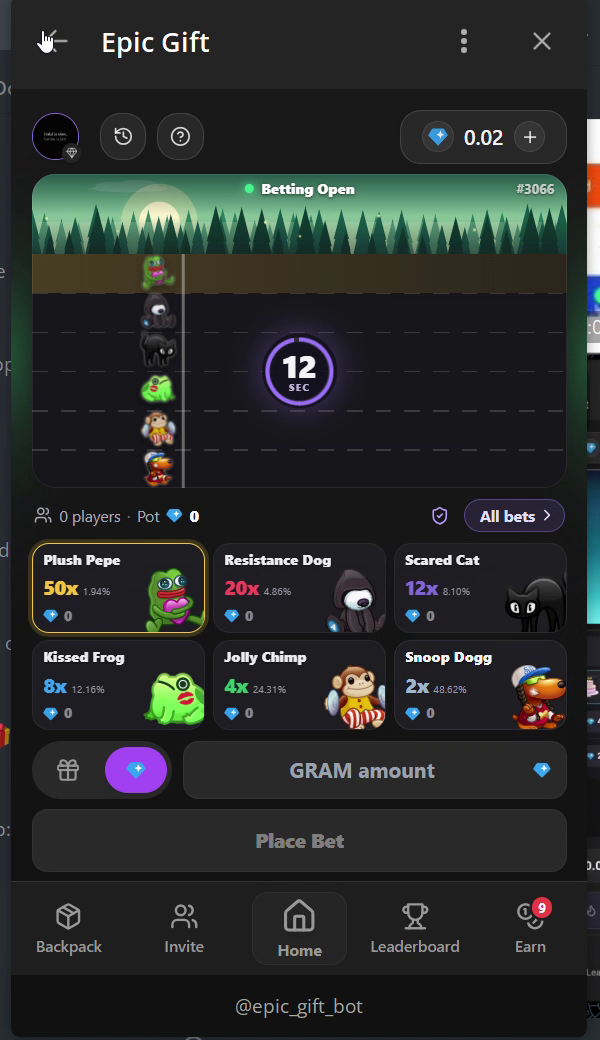 Epic Gift
0.02
Betting Open
#3066
12
SEC
0 players · Pot 0
All bets
Plush Pepe
50x 1.94%
0
Resistance Dog
20x 4.86%
0
Scared Cat
12x 8.10%
0
Kissed Frog
8x 12.16%
0
Jolly Chimp
4x 24.31%
0
Snoop Dogg
2x 48.62%
0
GRAM amount
Place Bet
Backpack
Invite
Home
Leaderboard
9
Earn
@epic_gift_bot